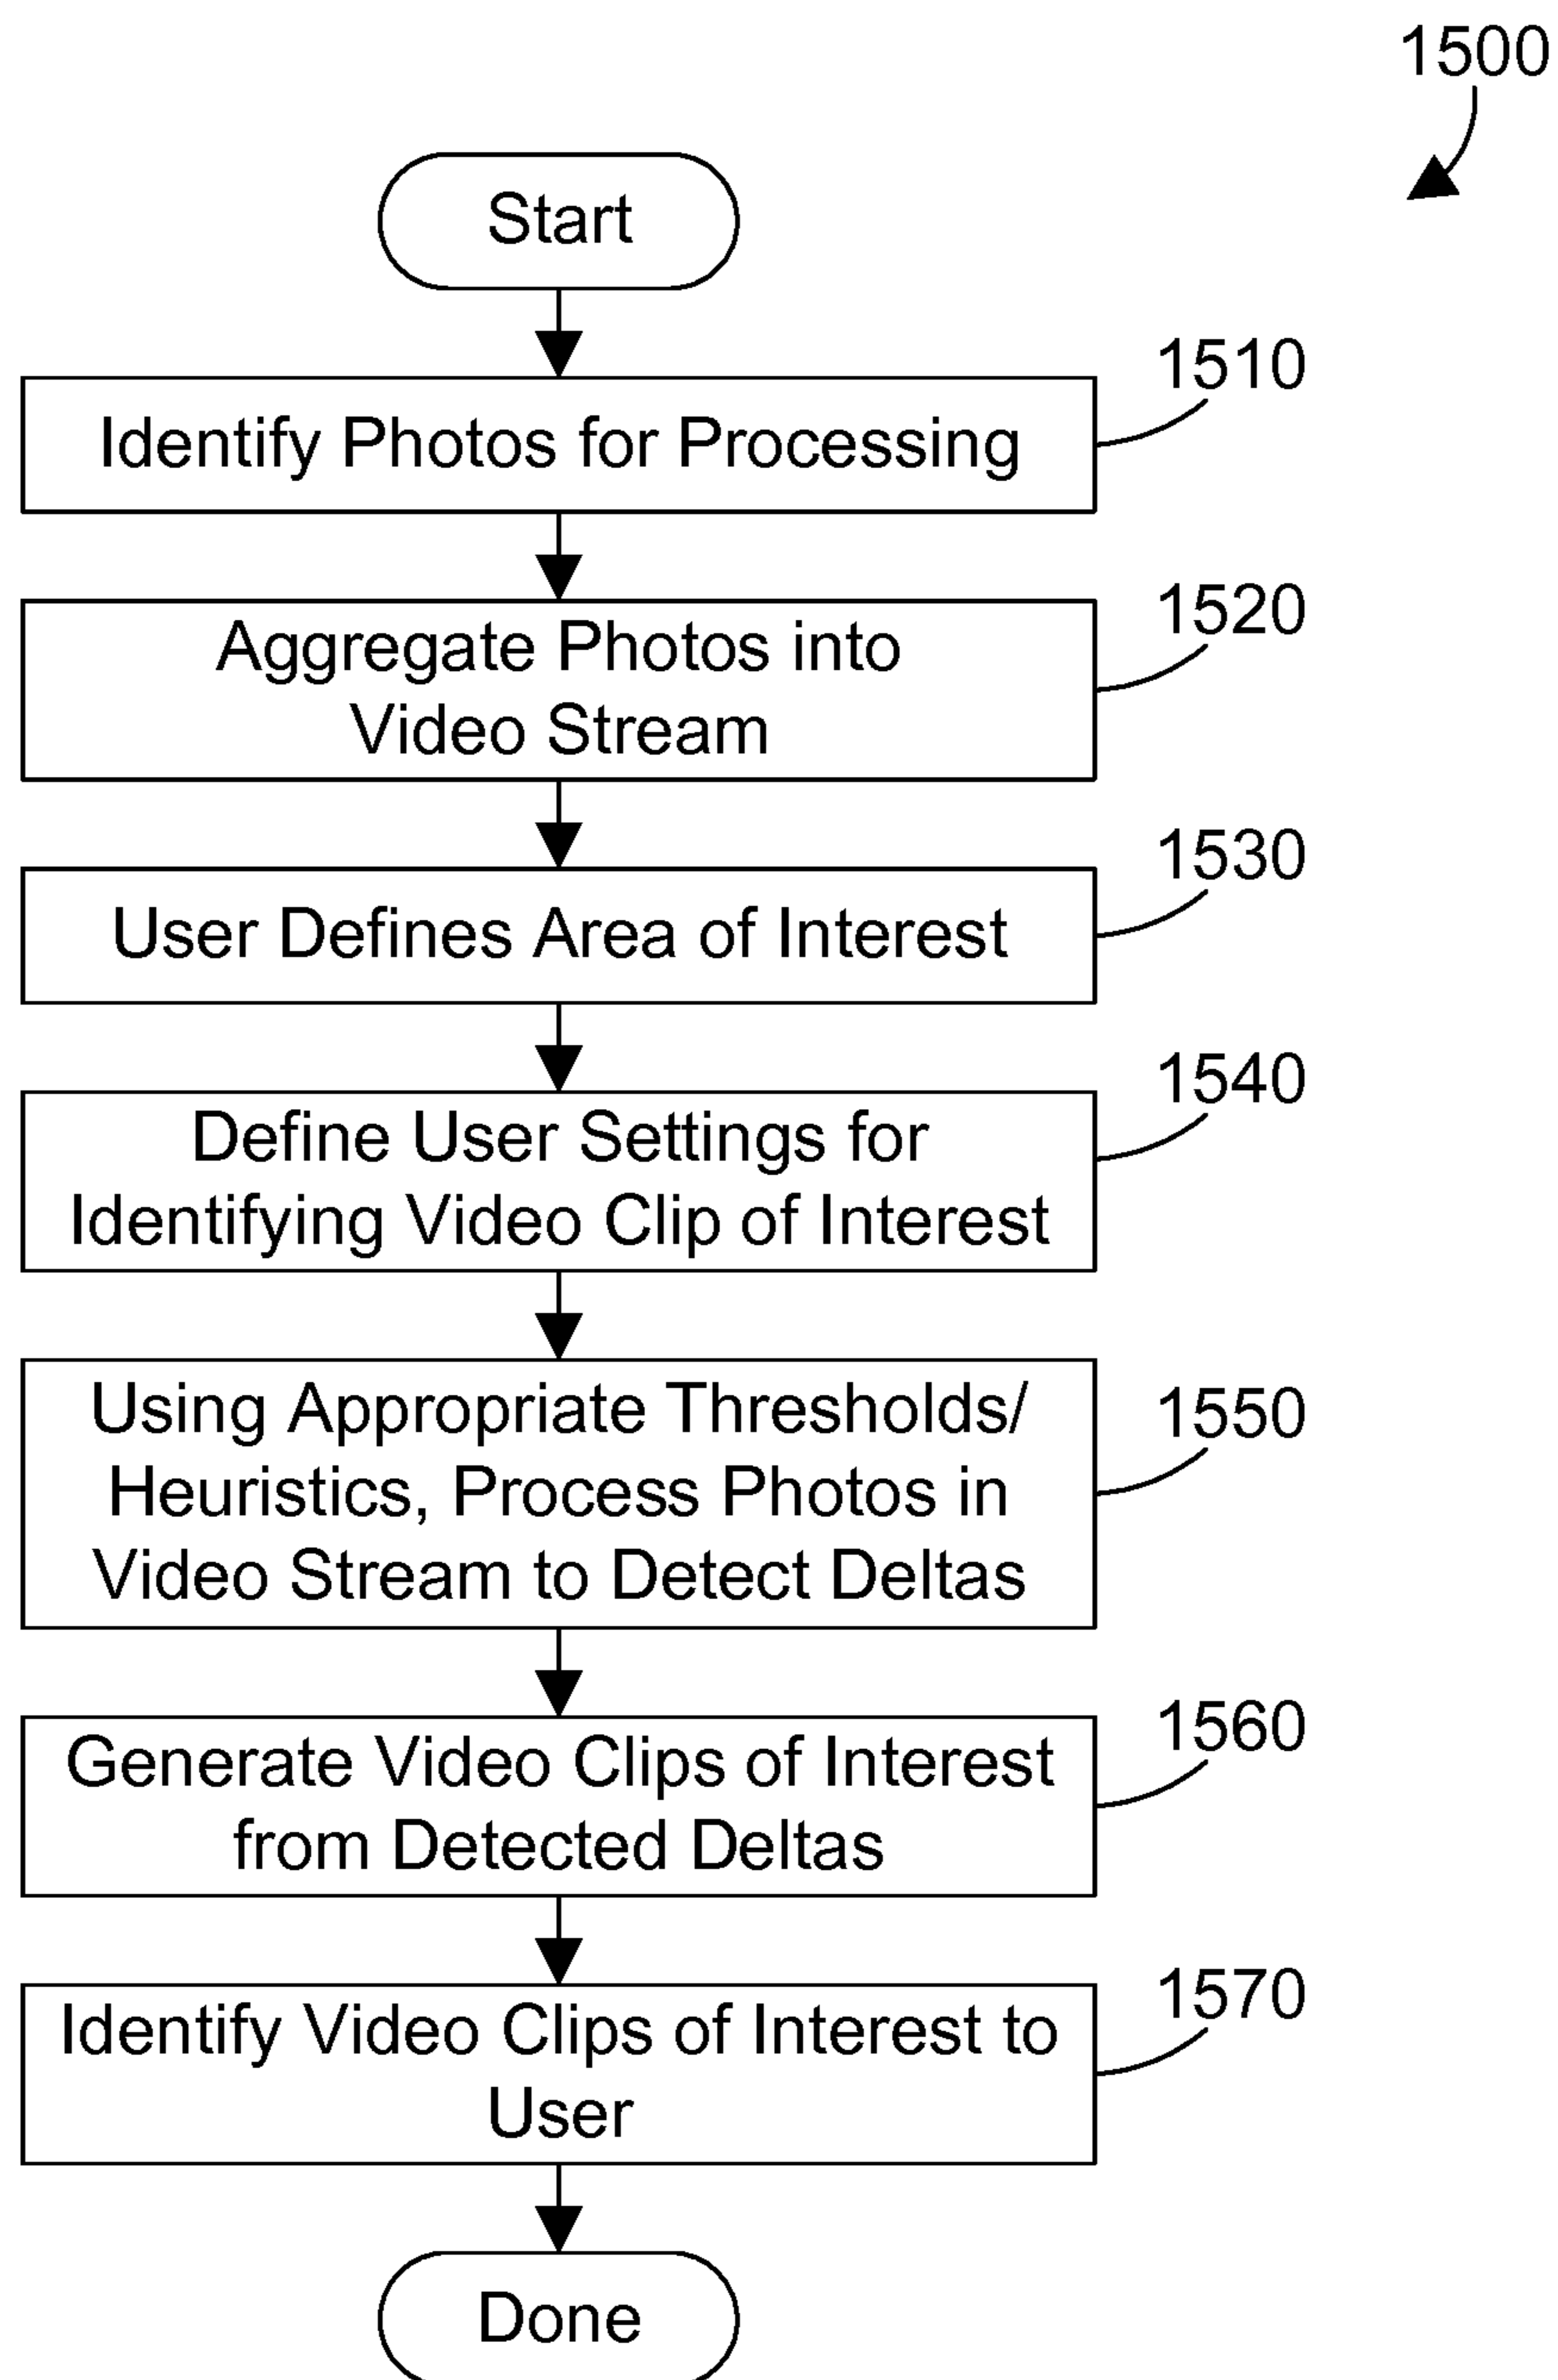 1500
Start
1510
Identify Photos for Processing
1520
Aggregate Photos into
Video Stream
1530
User Defines Area of Interest
1540
Define User Settings for
Identifying Video Clip of Interest
1550
Using Appropriate Thresholds/
Heuristics, Process Photos in
Video Stream to Detect Deltas
1560
Generate Video Clips of Interest
from Detected Deltas
1570
Identify Video Clips of Interest to
User
Done